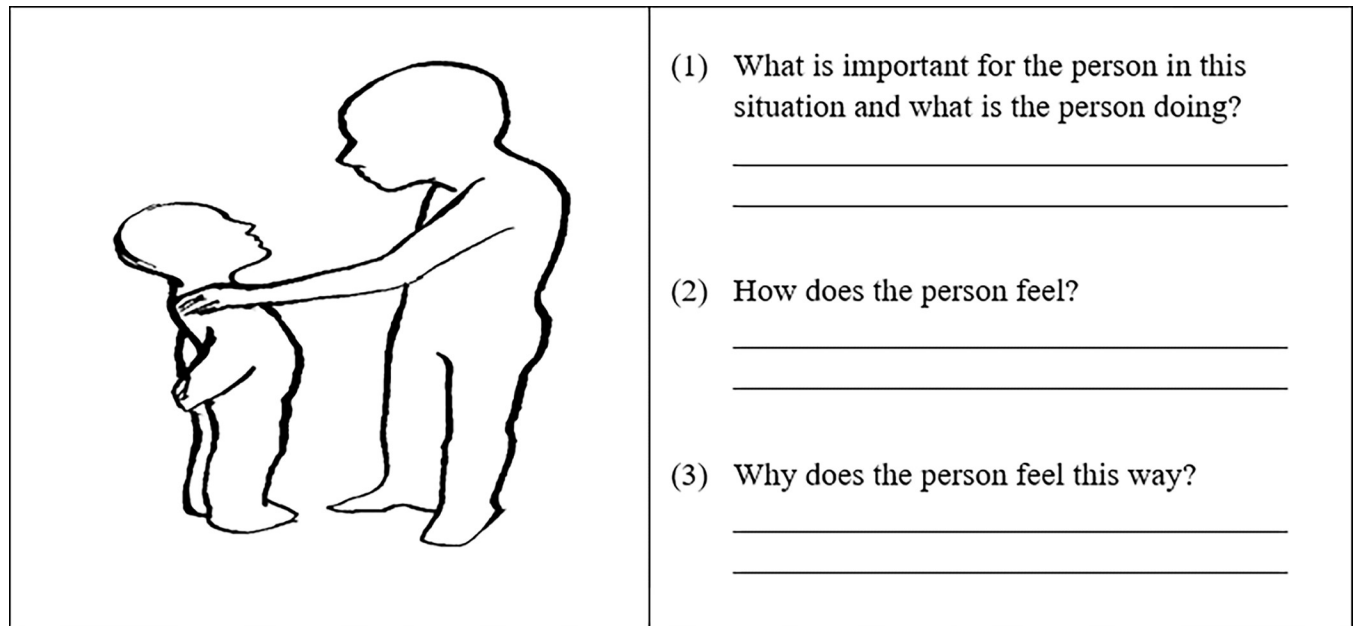 (1) What is important for the person in this
situation and what is the person doing?
(2) How does the person feel?
(3) Why does the person feel this way?